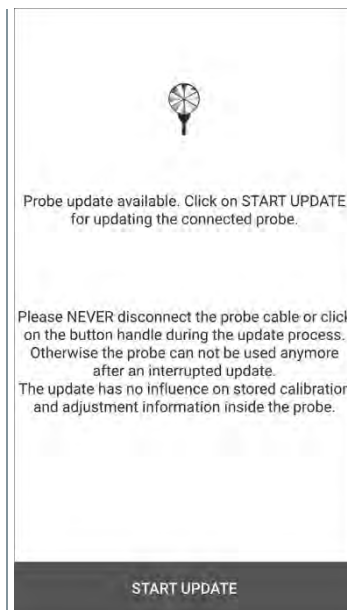 Probe update available. Click on START UPDATE
for updating the connected probe.
Please NEVER disconnect the probe cable or click
on the button handle during the update process.
Otherwise the probe can not be used anymore
after an interrupted update.
The update has no influence on stored calibration
and adjustment information inside the probe.
START UPDATE